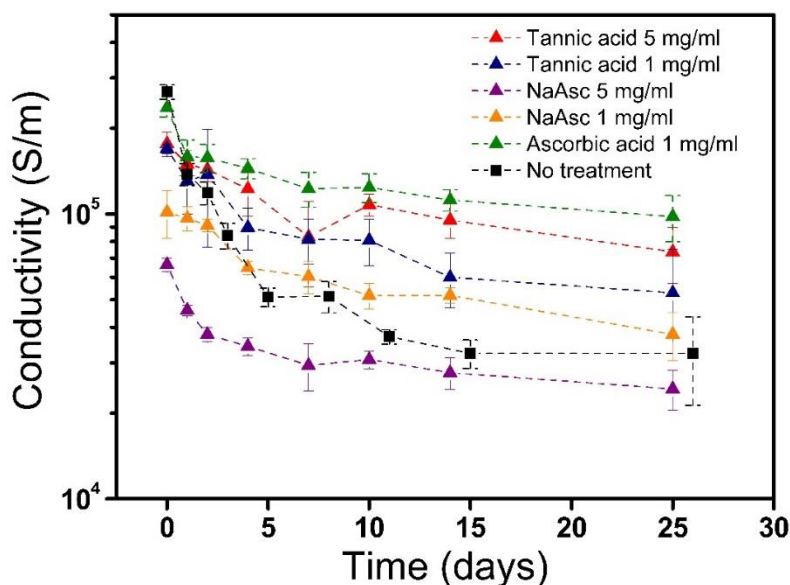 Tannic acid 5 mg/ml
Tannic acid 1 mg/ml
NaAsc 5 mg/ml
NaAsc 1 mg/ml
Ascorbic acid 1 mg/ml
No treatment
Conductivity (S/m)
10⁵
10⁴
0 5 10 15 20 25 30
Time (days)